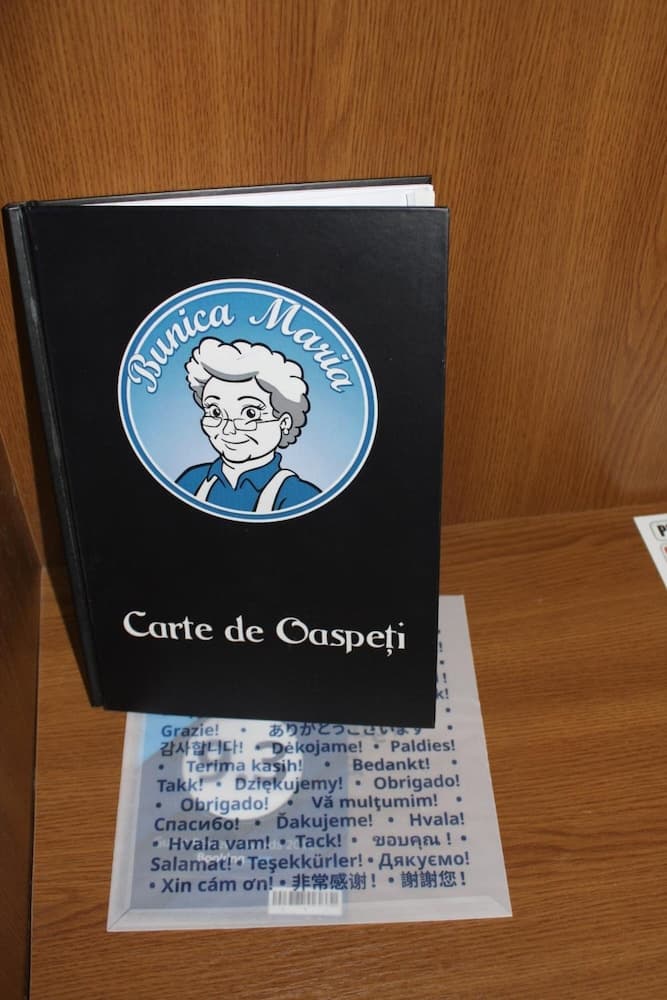 Bunica Maria
Carte de Oaspeți
Grazie! • ありがとうございます
감사합니다! • Dėkojame! • Paldies!
• Terima kasih! • Bedankt! •
Takk! • Dziękujemy! • Obrigado!
• Obrigado! Vă mulțumim! •
Спасибо! • Ďakujeme! • Hvala!
• Hvala vam! • Tack! • ขอบคุณ ! •
Salamat! • Teşekkürler! • Дякуємо!
• Xin cảm ơn! • 非常感谢! • 謝謝您!
Booking